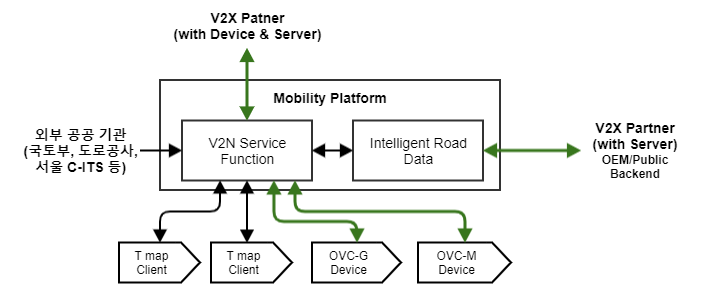 V2X Patner
(with Device & Server)
Mobility Platform
외부 공공 기관
(국토부, 도로공사,
서울 C-ITS 등)
V2N Service
Function
Intelligent Road
Data
V2X Partner
(with Server)
OEM/Public
Backend
T map
Client
T map
Client
OVC-G
Device
OVC-M
Device